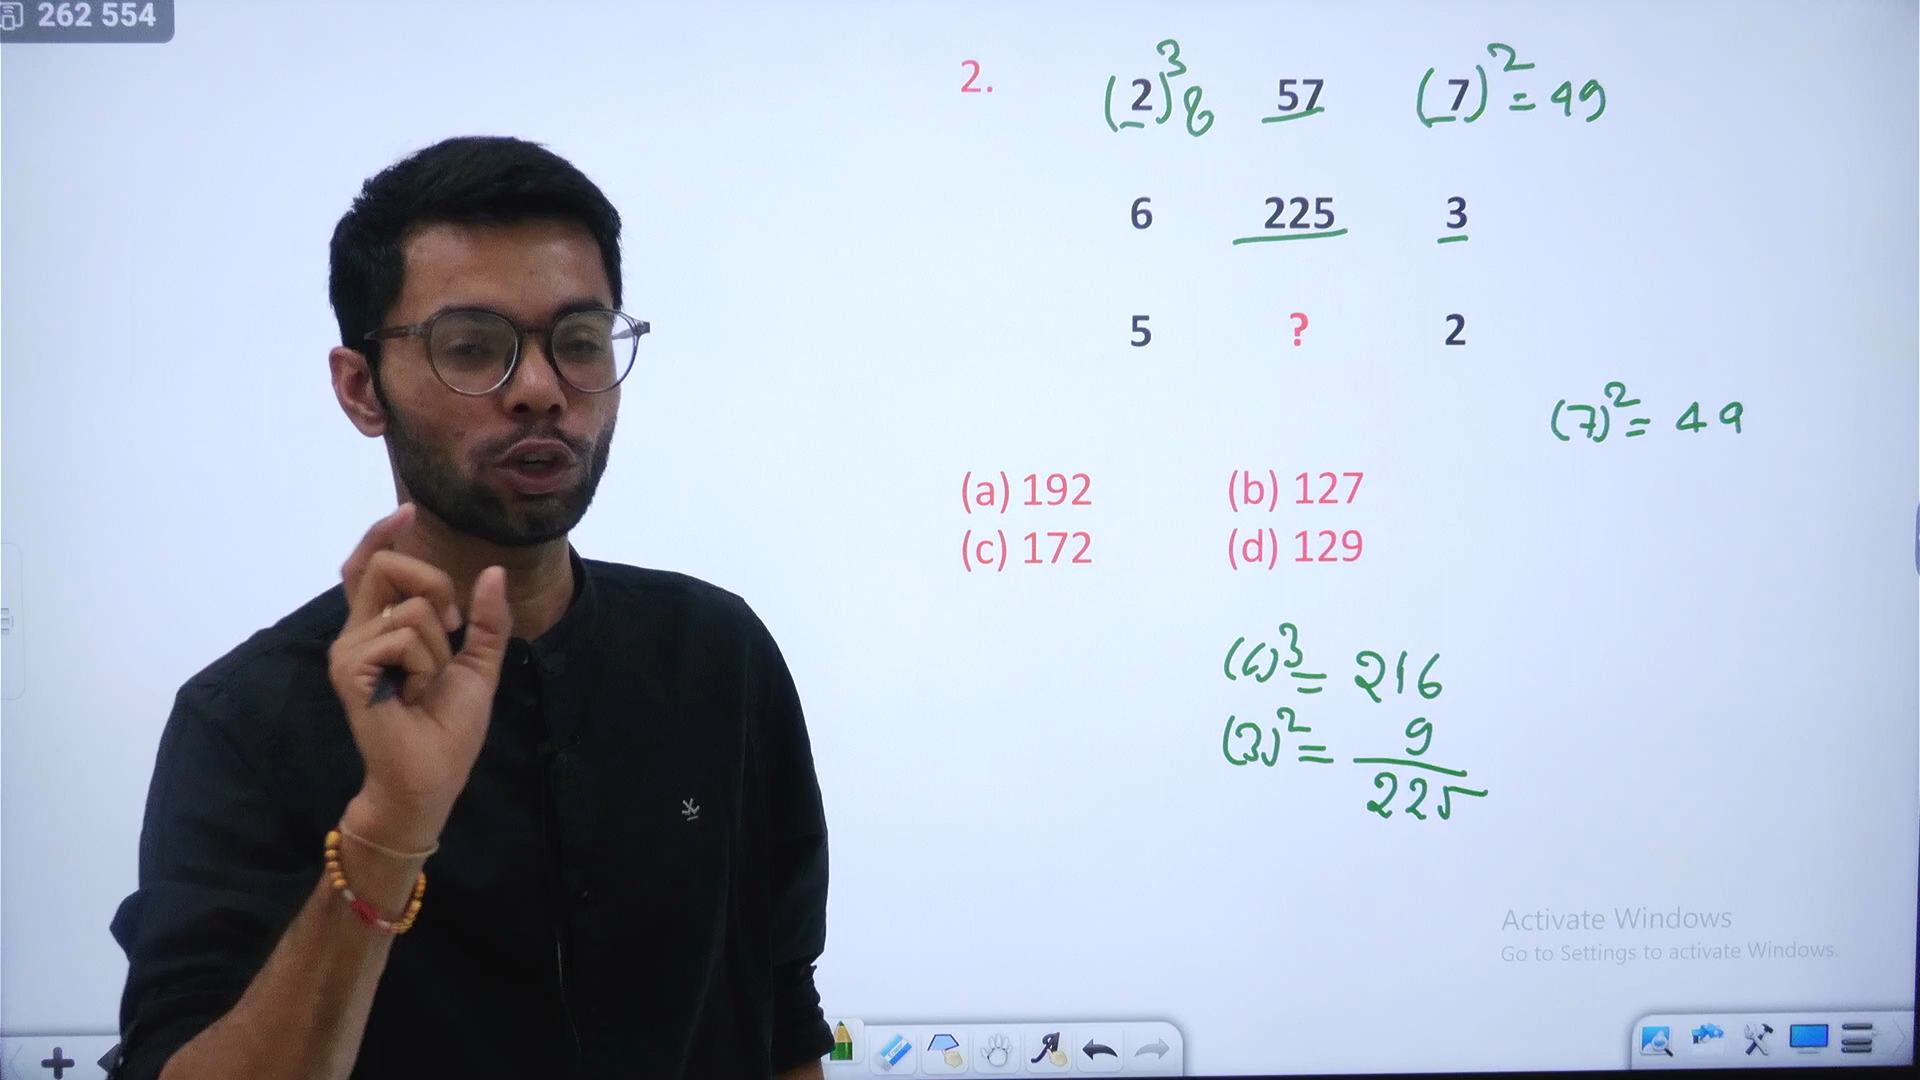 262 554
2. (2)³ 8 57 (7)² = 49
6 225 3
5 ? 2
(7)² = 49
(a) 192 (b) 127
(c) 172 (d) 129
(6)³ = 216
(3)² = 9
225
Activate Windows
Go to Settings to activate Windows.